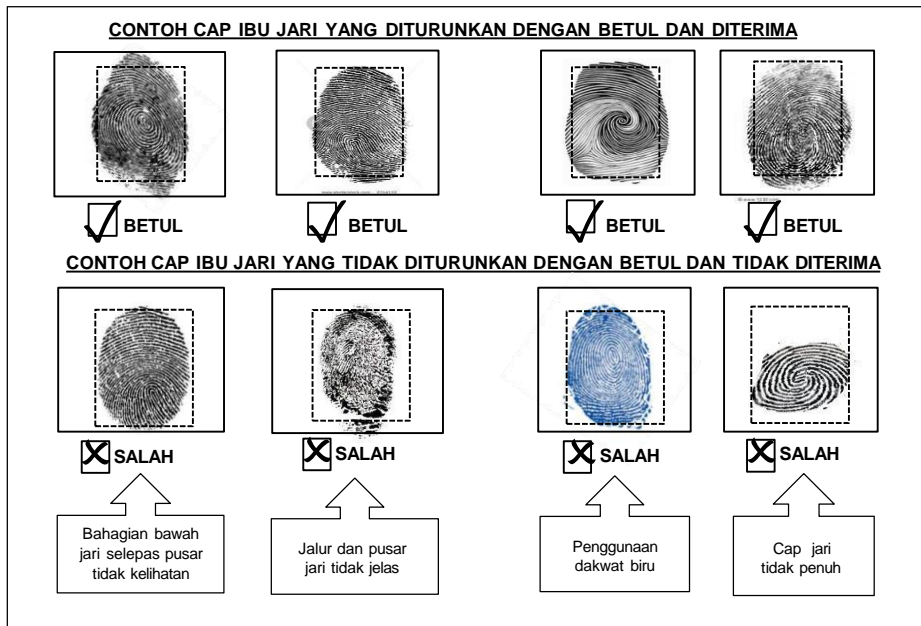 CONTOH CAP IBU JARI YANG DITURUNKAN DENGAN BETUL DAN DITERIMA
BETUL
BETUL
BETUL
BETUL
CONTOH CAP IBU JARI YANG TIDAK DITURUNKAN DENGAN BETUL DAN TIDAK DITERIMA
SALAH
SALAH
SALAH
SALAH
Bahagian bawah
jari selepas pusar
tidak kelihatan
Jalur dan pusar
jari tidak jelas
Penggunaan
dakwat biru
Cap jari
tidak penuh